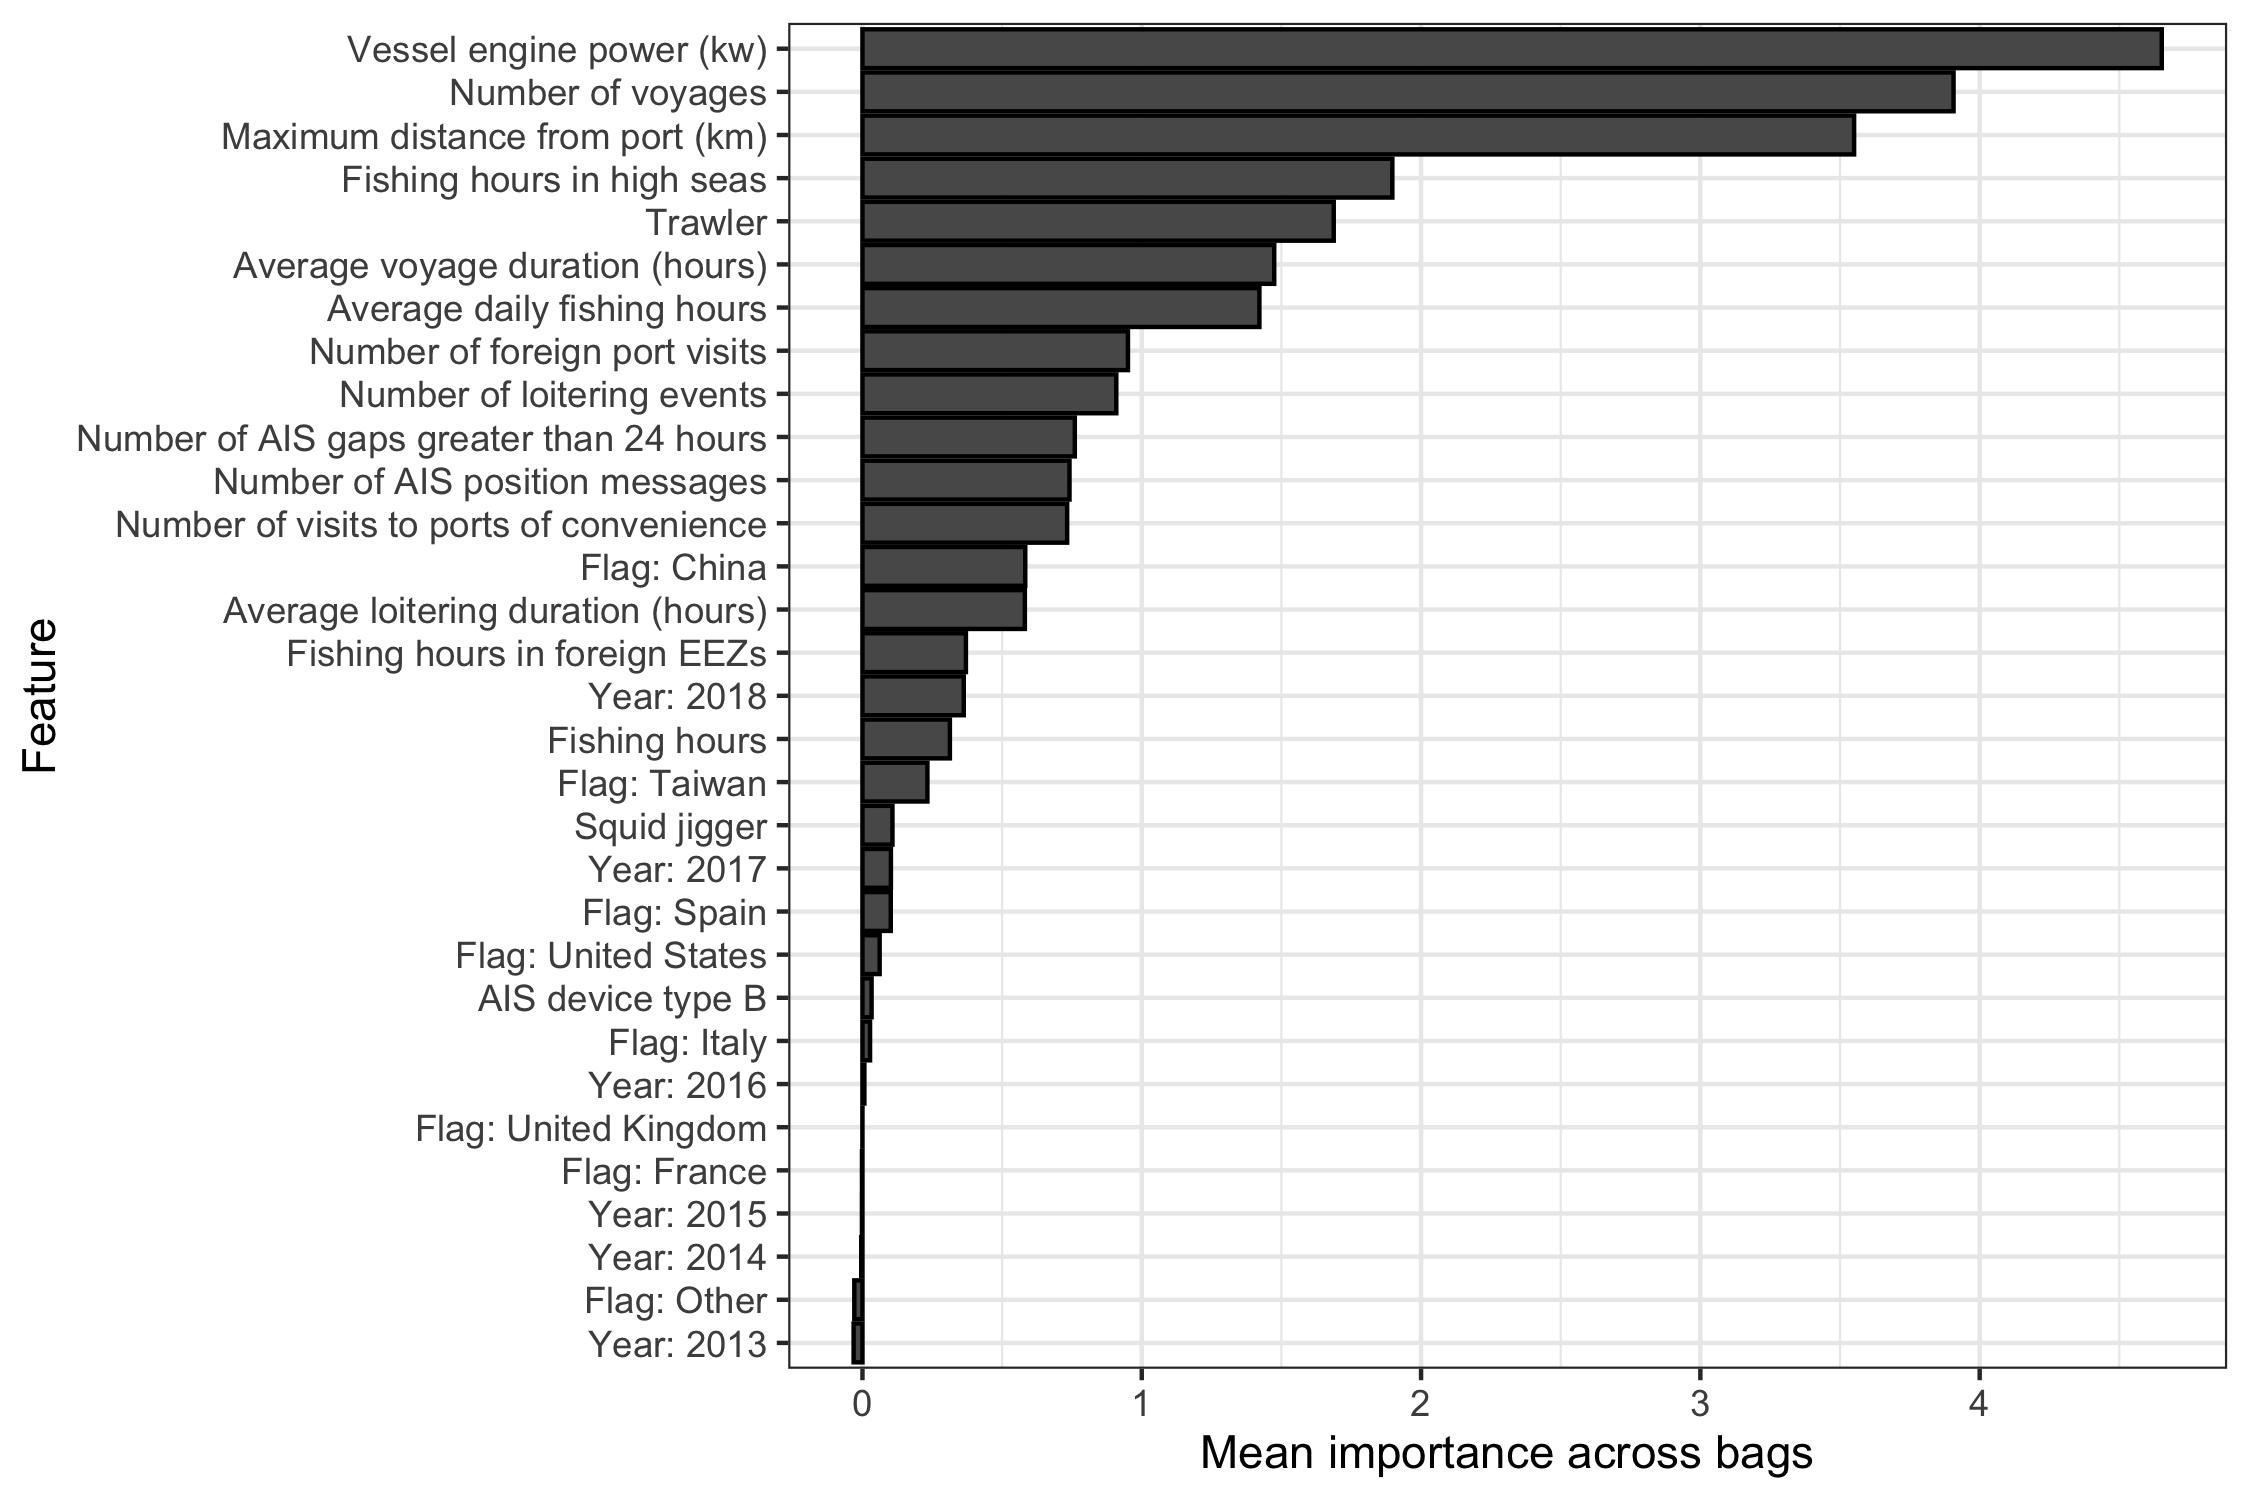 Vessel engine power (kw)
Number of voyages
Maximum distance from port (km)
Fishing hours in high seas
Trawler
Average voyage duration (hours)
Average daily fishing hours
Number of foreign port visits
Number of loitering events
Number of AIS gaps greater than 24 hours
Number of AIS position messages
Number of visits to ports of convenience
Flag: China
Average loitering duration (hours)
Fishing hours in foreign EEZs
Year: 2018
Fishing hours
Flag: Taiwan
Squid jigger
Year: 2017
Flag: Spain
Flag: United States
AIS device type B
Flag: Italy
Year: 2016
Flag: United Kingdom
Flag: France
Year: 2015
Year: 2014
Flag: Other
Year: 2013
Feature
0 1 2 3 4
Mean importance across bags